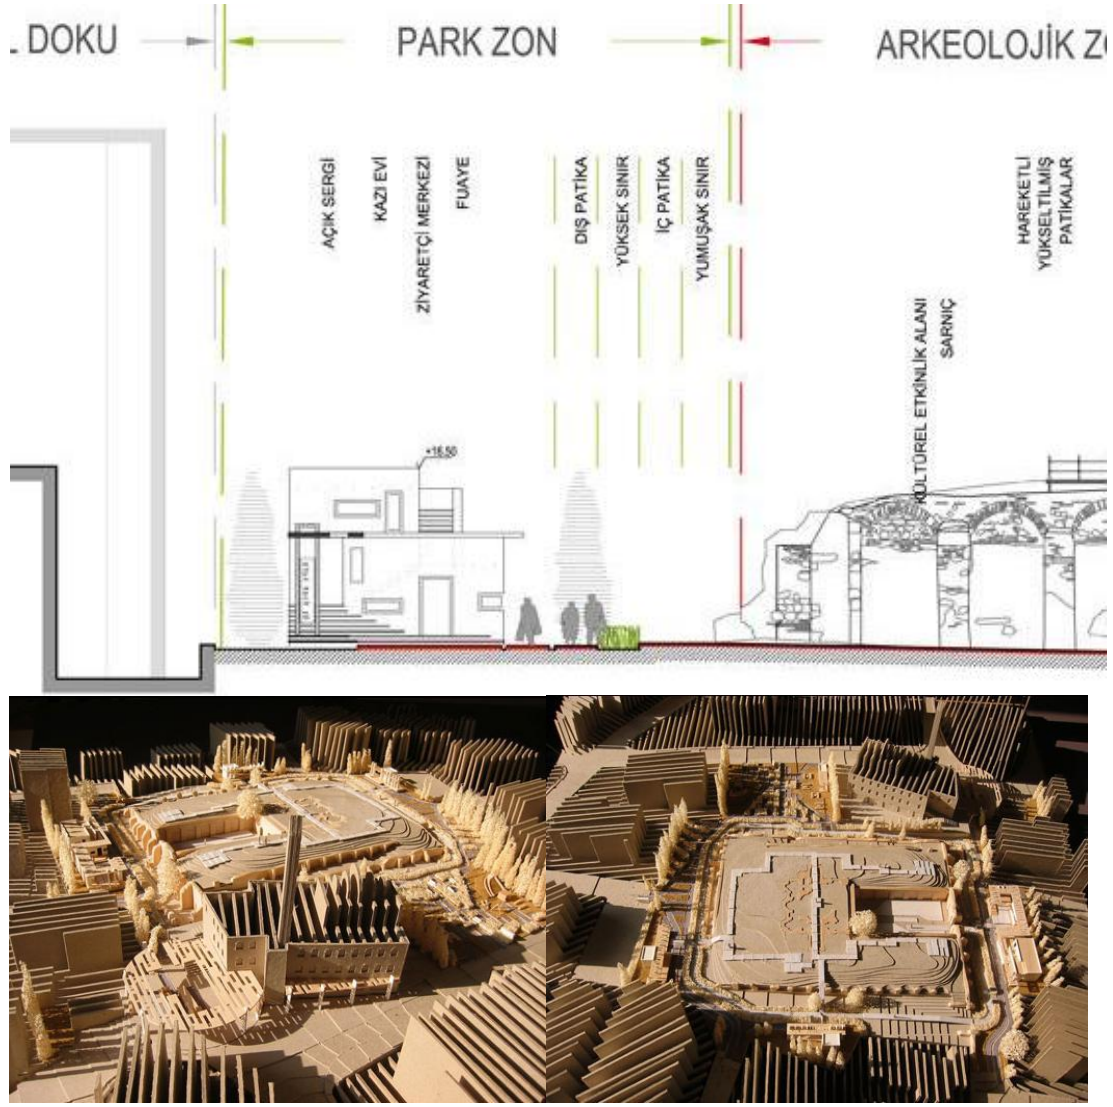 L DOKU
PARK ZON
ARKEOLOJİK ZO
AÇIK SERGİ
KAZI EVİ
ZİYARETÇİ MERKEZİ
FUAYE
DIŞ PATİKA
YÜKSEK SINIR
İÇ PATİKA
YUMUŞAK SINIR
HAREKETLİ
YÜKSELTİLMİŞ
PATİKALAR
KÜLTÜREL ETKİNLİK ALANI
SARNIÇ
+16.50